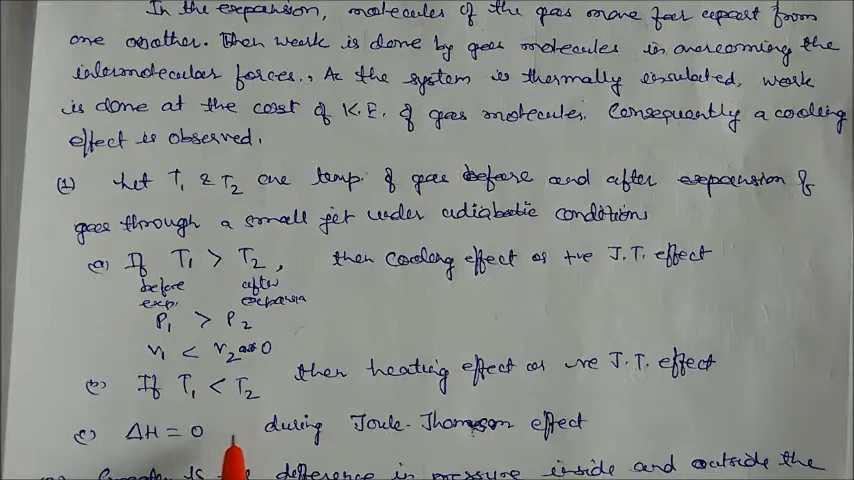 In the expansion, molecules of the gas move far apart from
one another. Then work is done by gas molecules in overcoming the
intermolecular forces., As the system is thermally insulated, work
is done at the cost of K.E. of gas molecules. Consequently a cooling
effect is observed.
(1) Let T1 & T2 are temp. of gas before and after expansion of
gas through a small jet under adiabatic conditions
(a) If T1 > T2, then cooling effect or +ve J.T. effect
before exp. after expansion
P1 > P2
V1 < V2
(b) If T1 < T2 then heating effect or -ve J.T. effect
(c) ΔH = 0 during Joule-Thomson effect
is the difference in pressure inside and outside the